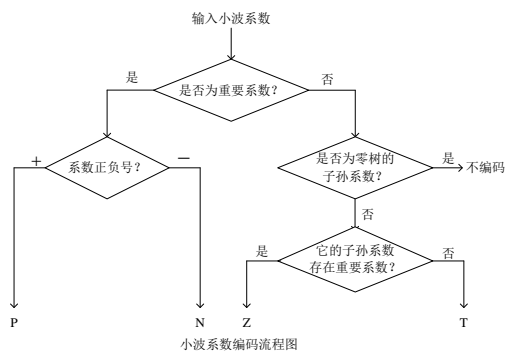 输入小波系数
是否为重要系数？
是
否
系数正负号？
+
−
是否为零树的
子孙系数？
是
不编码
否
它的子孙系数
存在重要系数？
是
否
P
N
Z
T
小波系数编码流程图